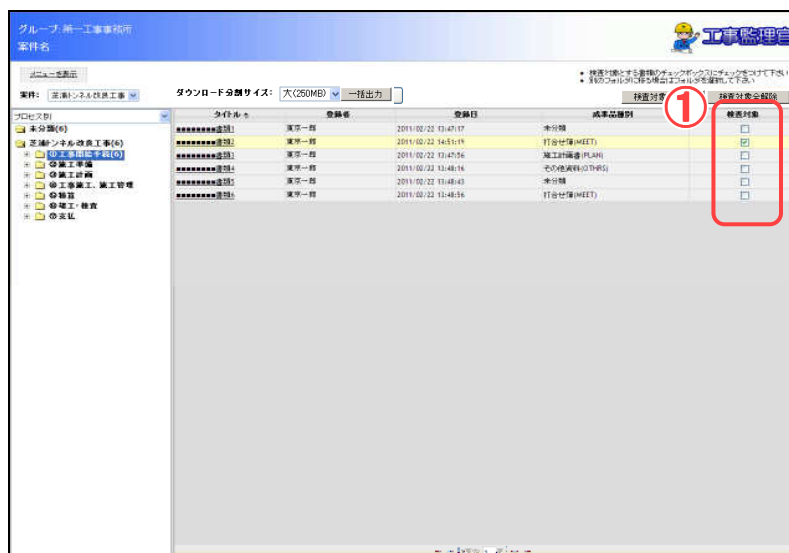 グループ:第一工事事務所
案件名
工事監理官
メニューを表示
• 検査対象とする書類のチェックボックスにチェックをつけて下さい
• 別のフォルダに移る場合はフォルダを選択して下さい
案件: 芝浦トンネル改良工事 ダウンロード分割サイズ: 大(250MB) 一括出力
検査対象 検査対象全解除
①
プロセス別 タイトル 登録者 登録日 成果品種別 検査対象
未分類(6)
芝浦トンネル改良工事(6)
①工事開始手続(6)
②施工準備
③施工計画
④工事施工、施工管理
⑤精算
⑥竣工・検査
⑦支払
■■■■■■■■書類1 東京一郎 2011/02/22 13:47:17 未分類
■■■■■■■■書類2 東京一郎 2011/02/22 14:51:19 打合せ簿(MEET)
■■■■■■■■書類3 東京一郎 2011/02/22 13:47:56 施工計画書(PLAN)
■■■■■■■■書類4 東京一郎 2011/02/22 13:48:16 その他資料(OTHRS)
■■■■■■■■書類5 東京一郎 2011/02/22 13:48:43 未分類
■■■■■■■■書類6 東京一郎 2011/02/22 13:48:56 打合せ簿(MEET)